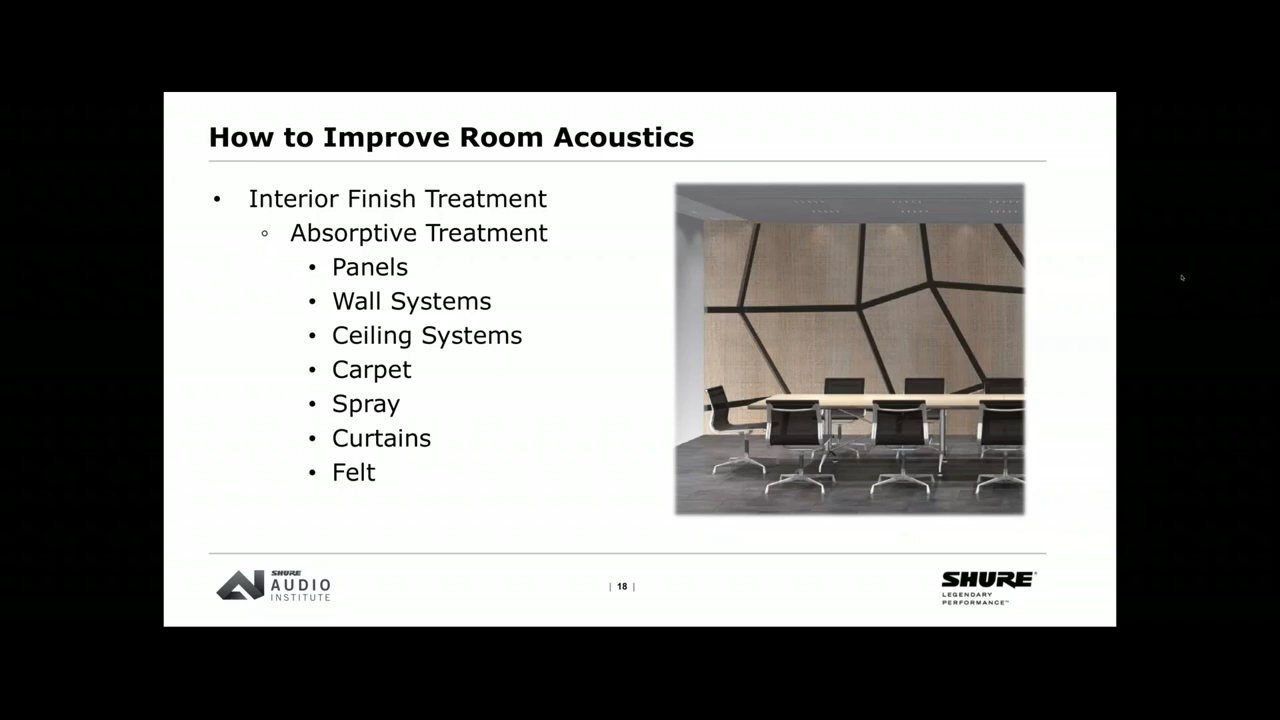 How to Improve Room Acoustics
• Interior Finish Treatment
◦ Absorptive Treatment
• Panels
• Wall Systems
• Ceiling Systems
• Carpet
• Spray
• Curtains
• Felt
SHURE
AUDIO
INSTITUTE
| 18 |
SHURE®
LEGENDARY
PERFORMANCE™